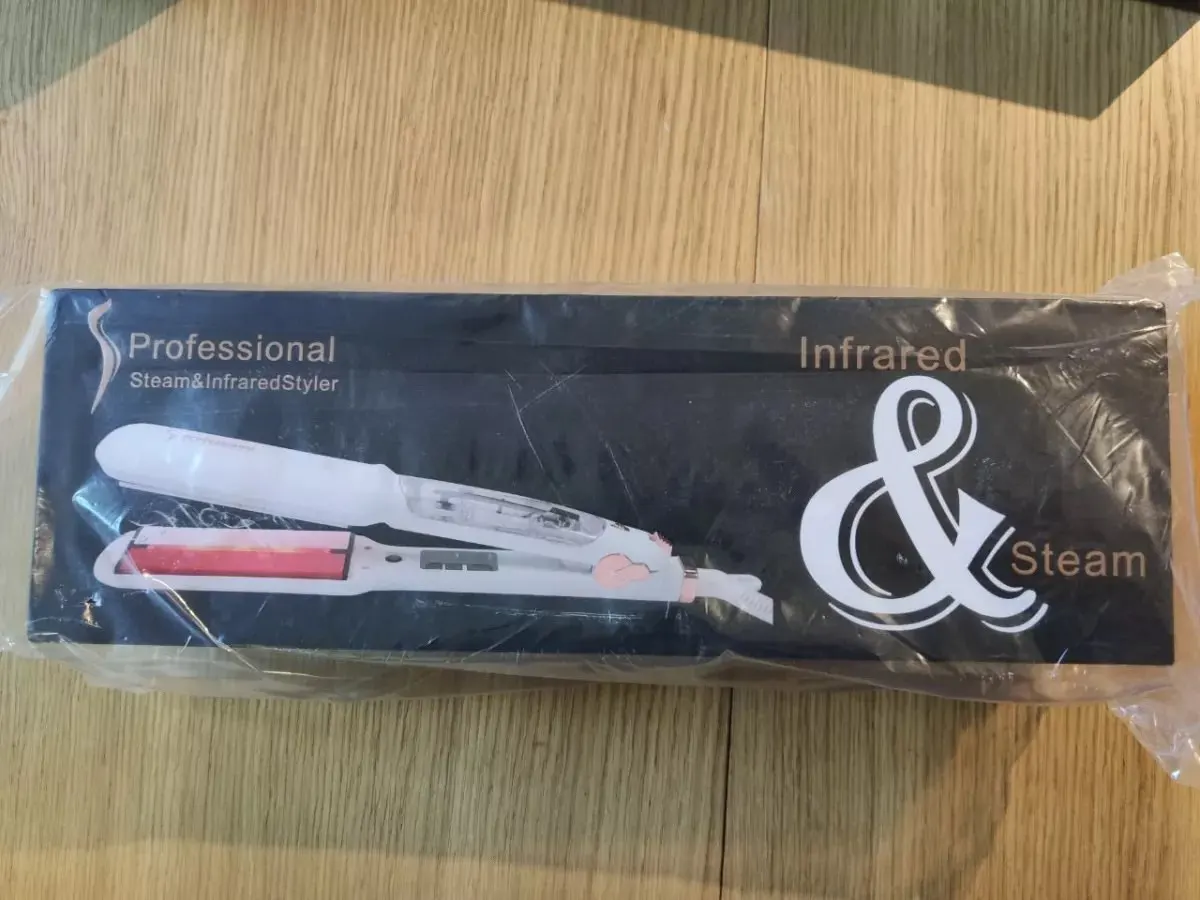 Professional
Steam&InfraredStyler
Infrared
&
Steam